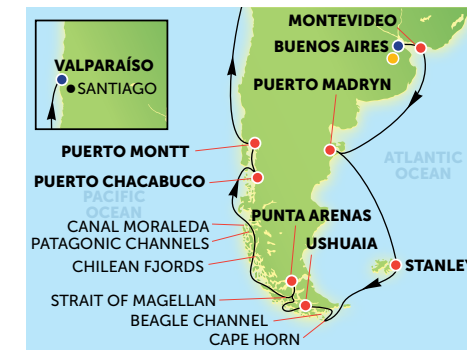 MONTEVIDEO
BUENOS AIRES
VALPARAÍSO
SANTIAGO
PUERTO MADRYN
PUERTO MONTT
ATLANTIC
OCEAN
PUERTO CHACABUCO
PACIFIC
OCEAN
PUNTA ARENAS
CANAL MORALEDA
PATAGONIC CHANNELS
USHUAIA
CHILEAN FJORDS
STANLEY
STRAIT OF MAGELLAN
BEAGLE CHANNEL
CAPE HORN